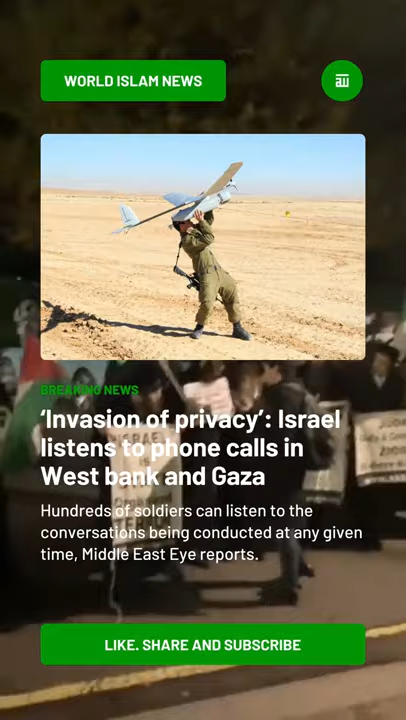 WORLD ISLAM NEWS
BREAKING NEWS
‘Invasion of privacy’: Israel
listens to phone calls in
West bank and Gaza
Hundreds of soldiers can listen to the
conversations being conducted at any given
time, Middle East Eye reports.
LIKE. SHARE AND SUBSCRIBE